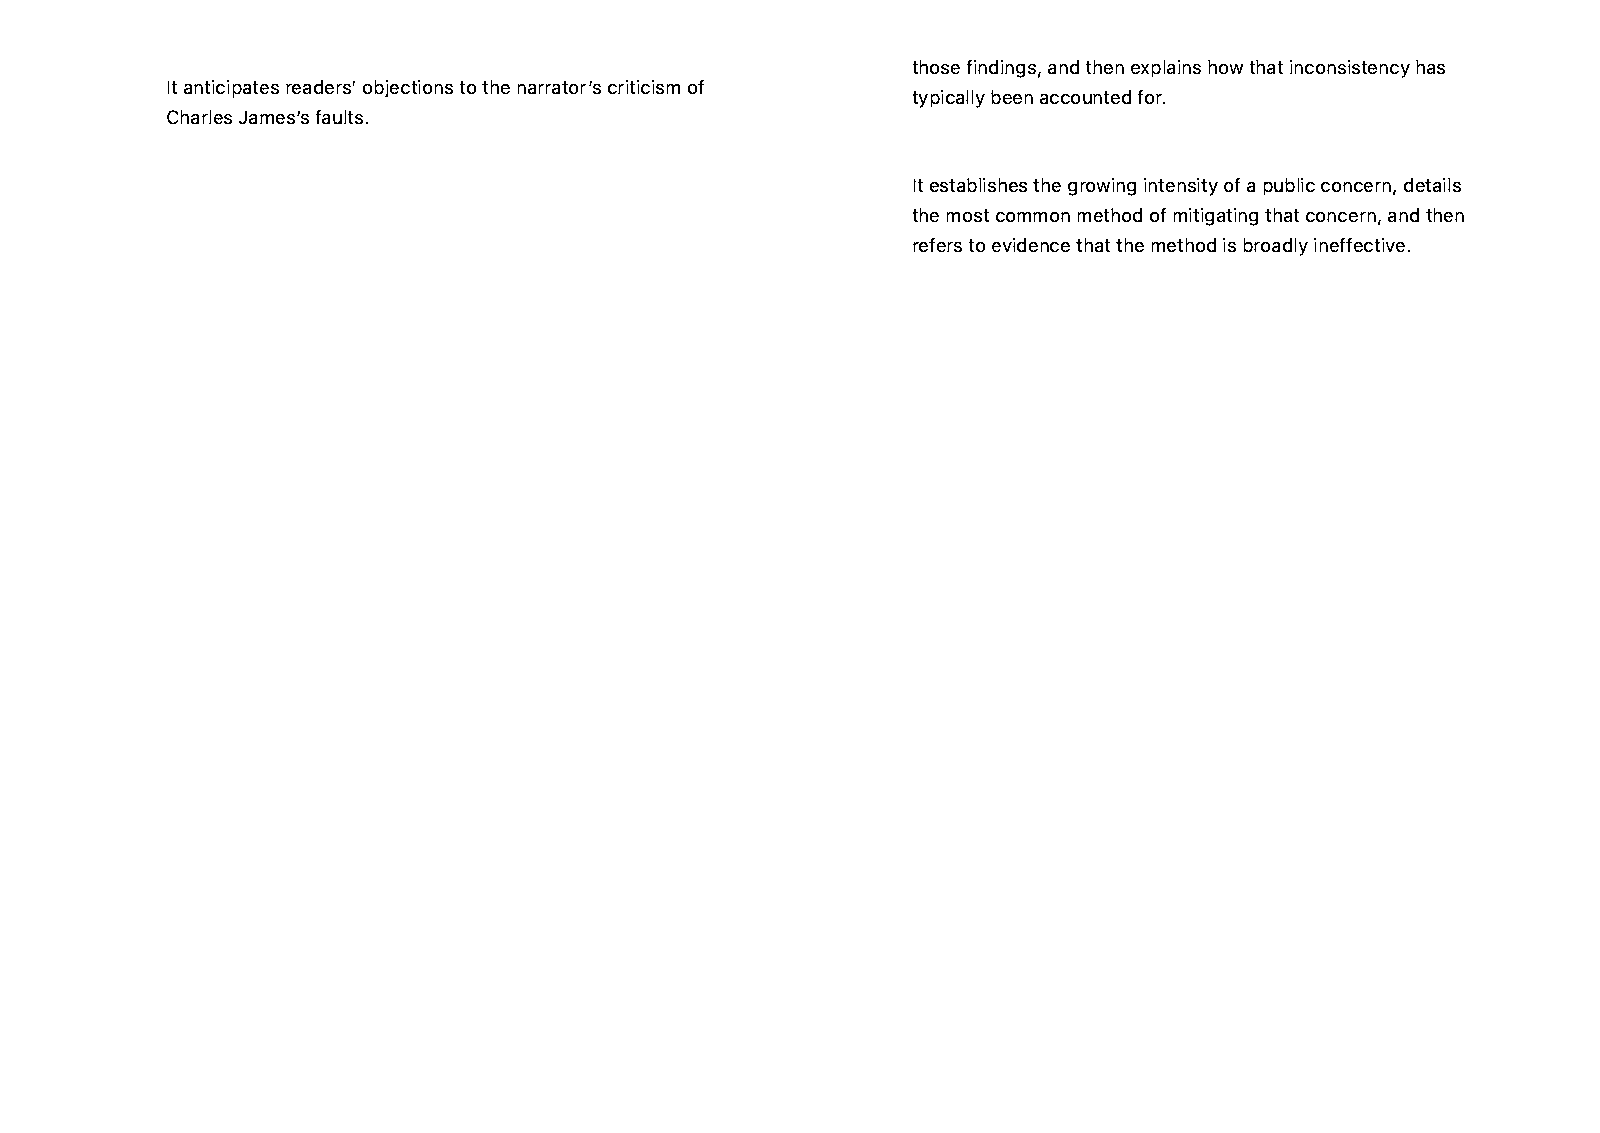 It anticipates readers’ objections to the narrator’s criticism of
Charles James’s faults.
those findings, and then explains how that inconsistency has
typically been accounted for.
It establishes the growing intensity of a public concern, details
the most common method of mitigating that concern, and then
refers to evidence that the method is broadly ineffective.